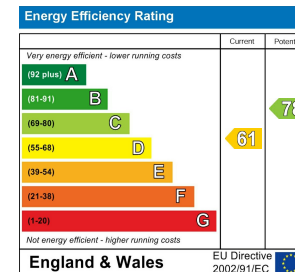 Energy Efficiency Rating
Current
Very energy efficient - lower running costs
(92 plus) A
(81-91) B
(69-80) C
(55-68) D
61
(39-54) E
(21-38) F
(1-20) G
Not energy efficient - higher running costs
England & Wales
EU Directive
2002/91/EC